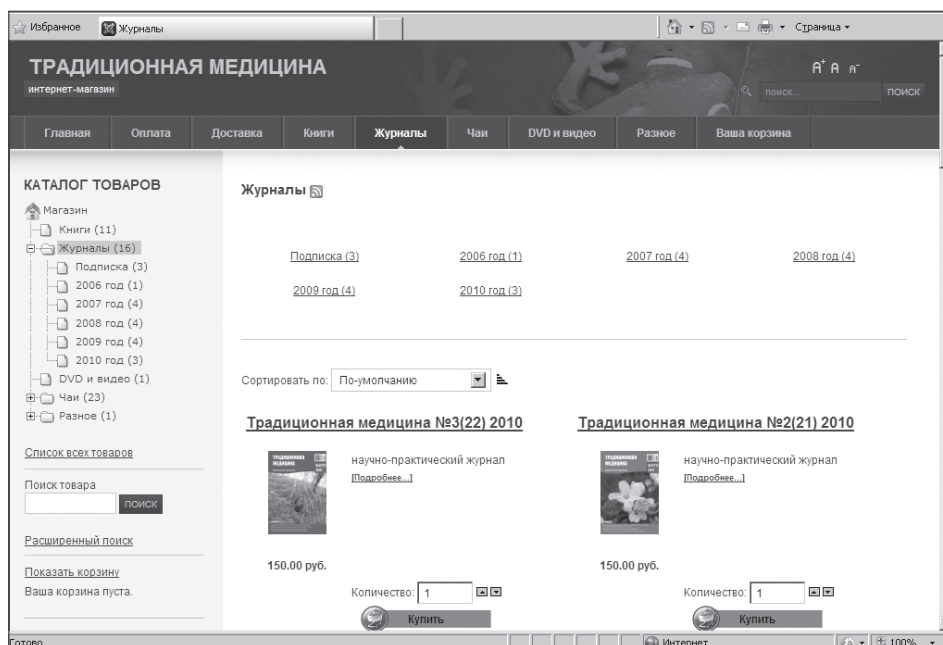 Избранное Журналы Страница
ТРАДИЦИОННАЯ МЕДИЦИНА
интернет-магазин
A+ A A-
поиск... ПОИСК
Главная Оплата Доставка Книги Журналы Чаи DVD и видео Разное Ваша корзина
КАТАЛОГ ТОВАРОВ
Магазин
Книги (11)
Журналы (16)
Подписка (3)
2006 год (1)
2007 год (4)
2008 год (4)
2009 год (4)
2010 год (3)
DVD и видео (1)
Чаи (23)
Разное (1)
Список всех товаров
Поиск товара
ПОИСК
Расширенный поиск
Показать корзину
Ваша корзина пуста.
Журналы
Подписка (3) 2006 год (1) 2007 год (4) 2008 год (4)
2009 год (4) 2010 год (3)
Сортировать по: По-умолчанию
Традиционная медицина №3(22) 2010
ТРАДИЦИОННАЯ
МЕДИЦИНА
научно-практический журнал
[Подробнее...]
150.00 руб.
Количество: 1
Купить
Традиционная медицина №2(21) 2010
ТРАДИЦИОННАЯ
МЕДИЦИНА
научно-практический журнал
[Подробнее...]
150.00 руб.
Количество: 1
Купить
Готово Интернет 100%